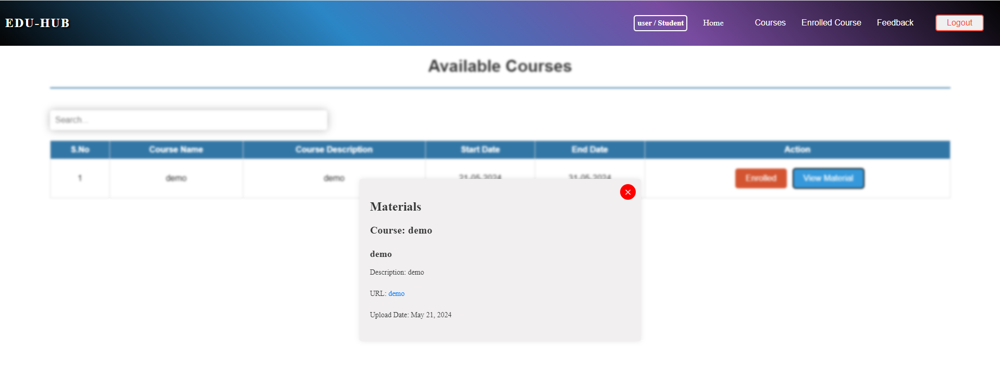 EDU-HUB
user / Student
Home
Courses
Enrolled Course
Feedback
Logout
Available Courses
Search...
S.No Course Name Course Description Start Date End Date Action
1 demo demo 21-05-2024 31-05-2024 Enrolled View Material
Materials
Course: demo
demo
Description: demo
URL: demo
Upload Date: May 21, 2024